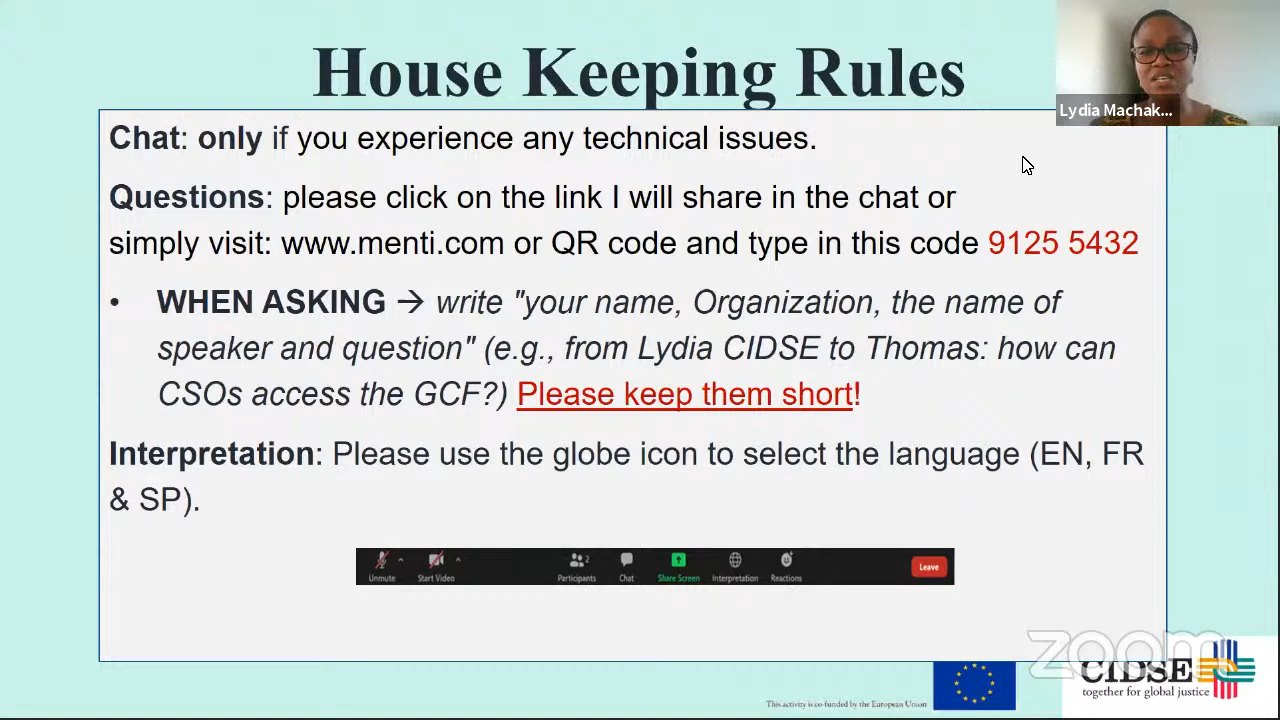 House Keeping Rules
Lydia Machak...
Chat: only if you experience any technical issues.
Questions: please click on the link I will share in the chat or
simply visit: www.menti.com or QR code and type in this code 9125 5432
• WHEN ASKING → write "your name, Organization, the name of
speaker and question" (e.g., from Lydia CIDSE to Thomas: how can
CSOs access the GCF?) Please keep them short!
Interpretation: Please use the globe icon to select the language (EN, FR
& SP).
Unmute Start Video Participants 2 Chat Share Screen Interpretation Reactions Leave
zoom
CIDSE
together for global justice
This activity is co-funded by the European Union